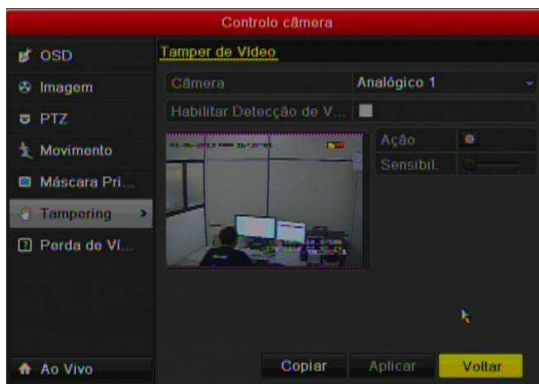 Controlo câmera
OSD
Imagem
PTZ
Movimento
Máscara Pri...
Tampering
Perda de Ví...
Ao Vivo
Tamper de Vídeo
Câmera
Analógico 1
Habilitar Detecção de V...
Ação
Sensibil.
Copiar
Aplicar
Voltar